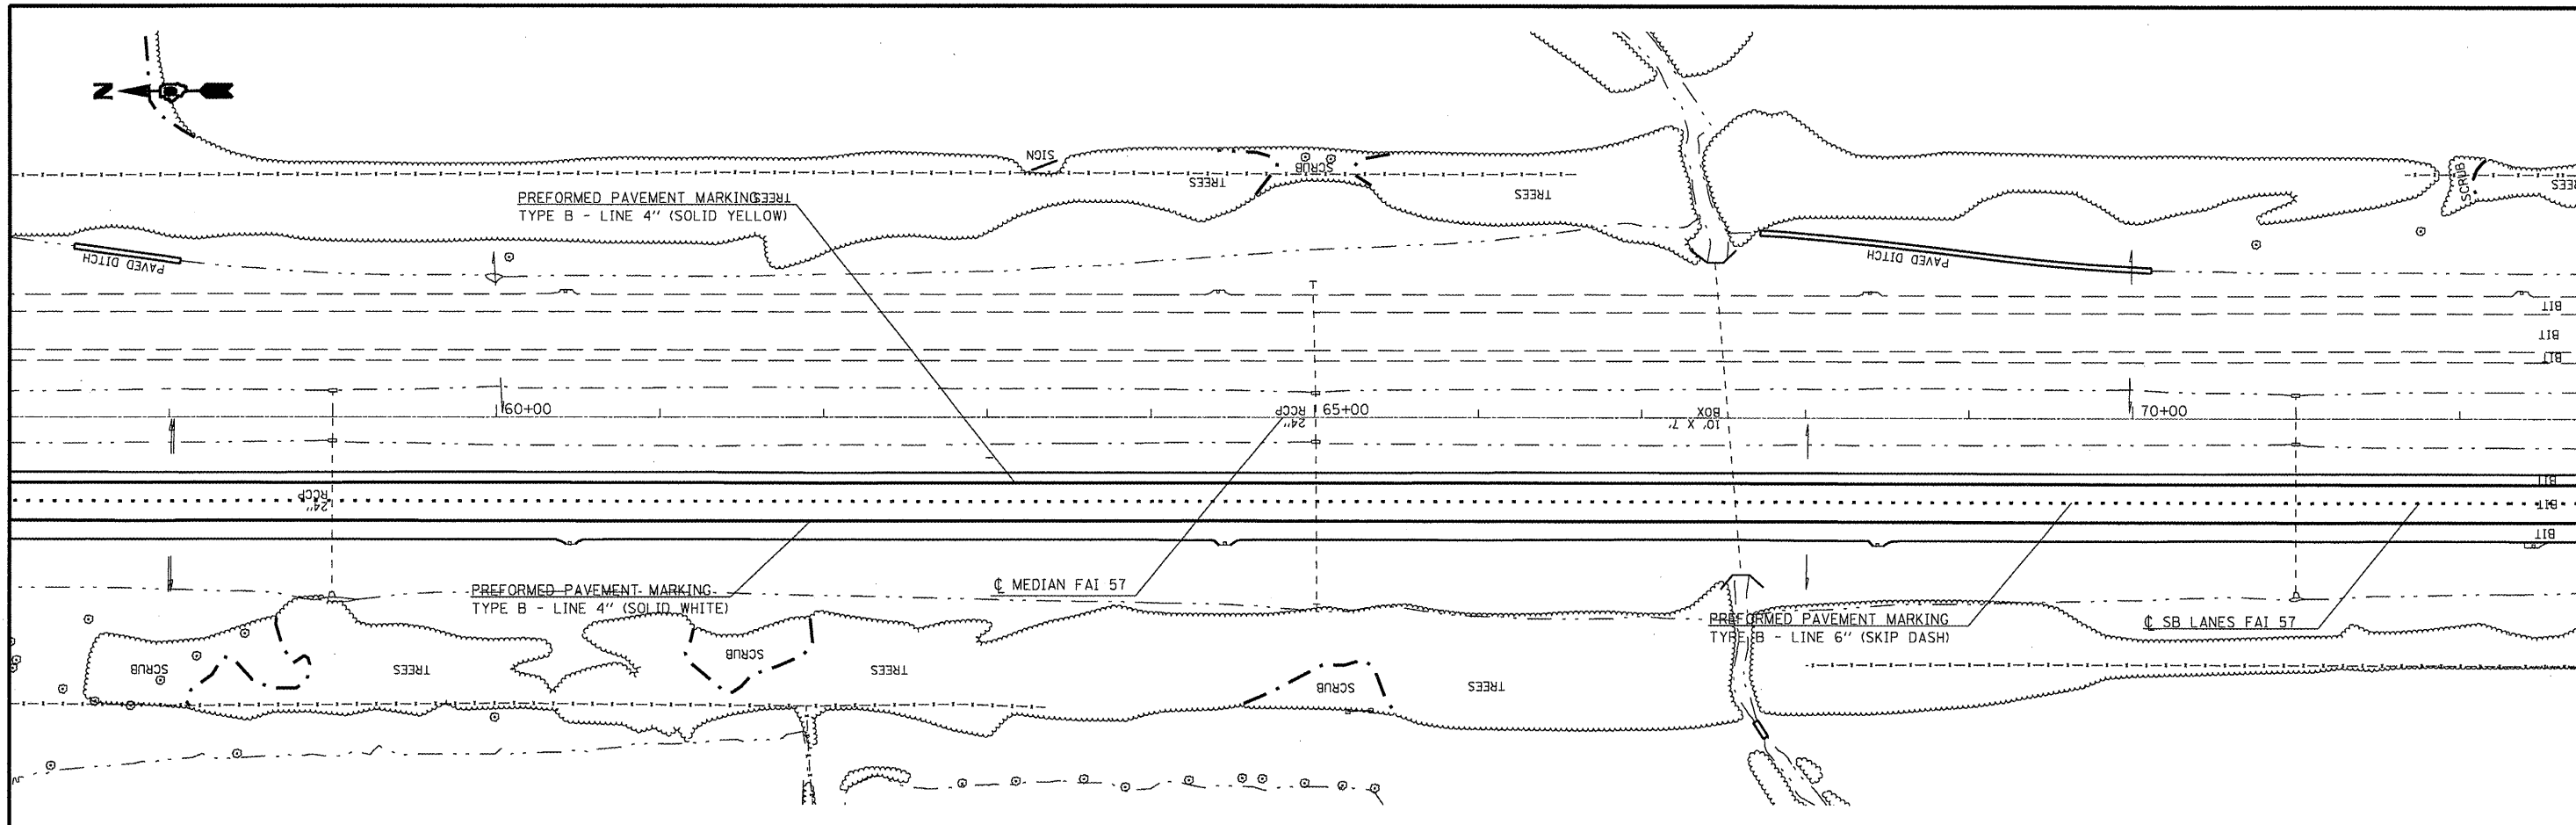 N
SIGN
SCRUB
TREES
TREES
SCRUB
TREES
PREFORMED PAVEMENT MARKING
TREES
TYPE B - LINE 4" (SOLID YELLOW)
PAVED DITCH
PAVED DITCH
BIT
BIT
BIT
60+00
24"
RCCP
65+00
10' X 7'
BOX
70+00
24"
RCCP
BIT
BIT
BIT
PREFORMED PAVEMENT MARKING
TYPE B - LINE 4" (SOLID WHITE)
℄ MEDIAN FAI 57
PREFORMED PAVEMENT MARKING
TYPE B - LINE 6" (SKIP DASH)
℄ SB LANES FAI 57
SCRUB
TREES
SCRUB
TREES
SCRUB
TREES